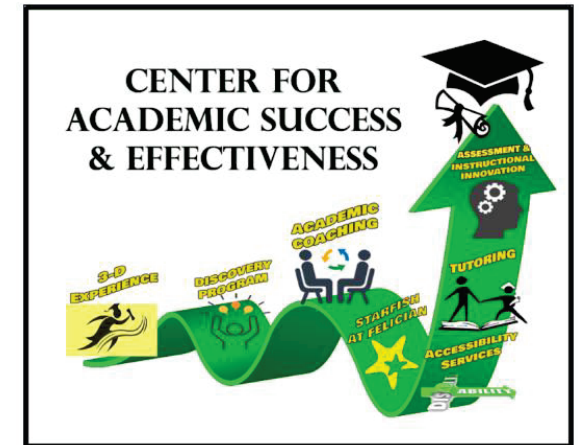 CENTER FOR
ACADEMIC SUCCESS
& EFFECTIVENESS
3-D
EXPERIENCE
DISCOVERY
PROGRAM
ACADEMIC
COACHING
STARFISH
AT FELICIAN
ACCESSIBILITY
SERVICES
ABILITY
TUTORING
ASSESSMENT &
INSTRUCTIONAL
INNOVATION